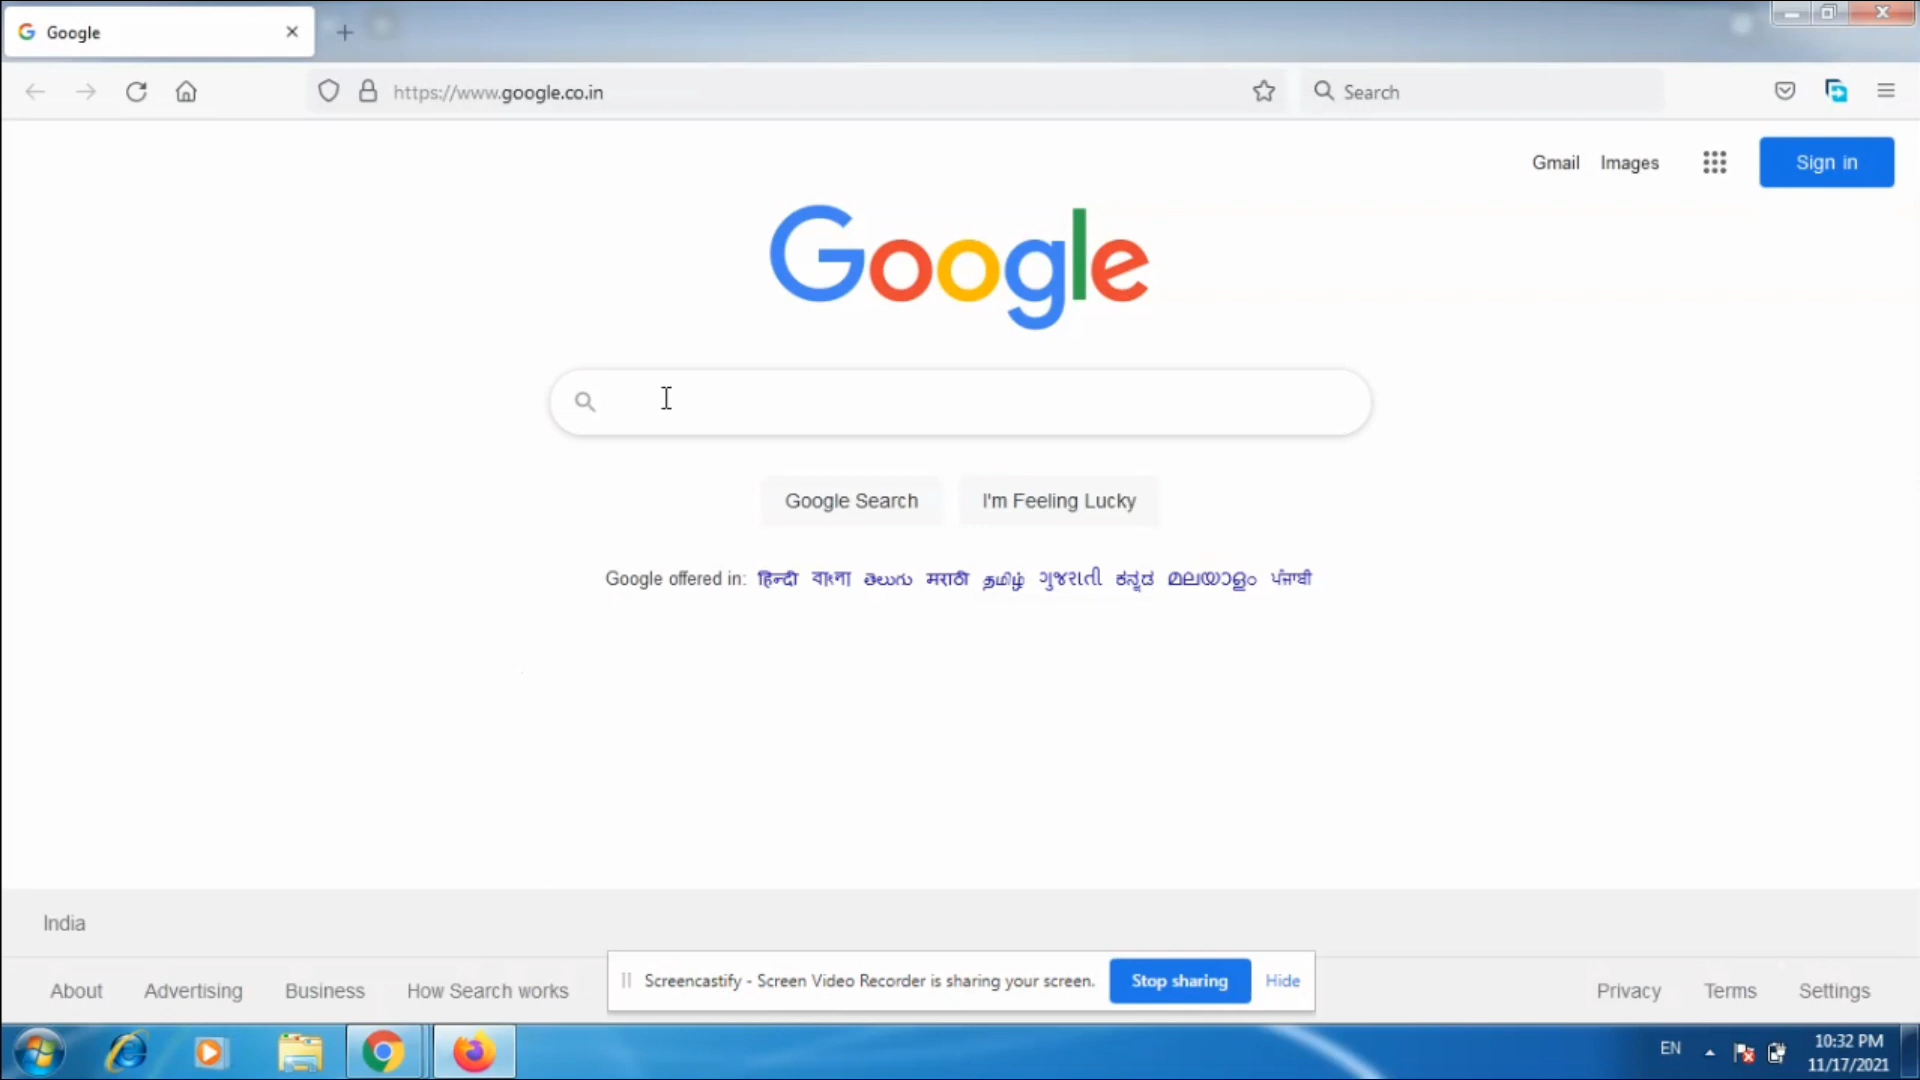 Google
https://www.google.co.in
Search
Gmail Images
Sign in
Google
Google Search
I'm Feeling Lucky
Google offered in: हिन्दी বাংলা తెలుగు मराठी தமிழ் ગુજરાતી ಕನ್ನಡ മലയാളം ਪੰਜਾਬੀ
India
Screencastify - Screen Video Recorder is sharing your screen. Stop sharing Hide
About Advertising Business How Search works
Privacy Terms Settings
EN
10:32 PM
11/17/2021